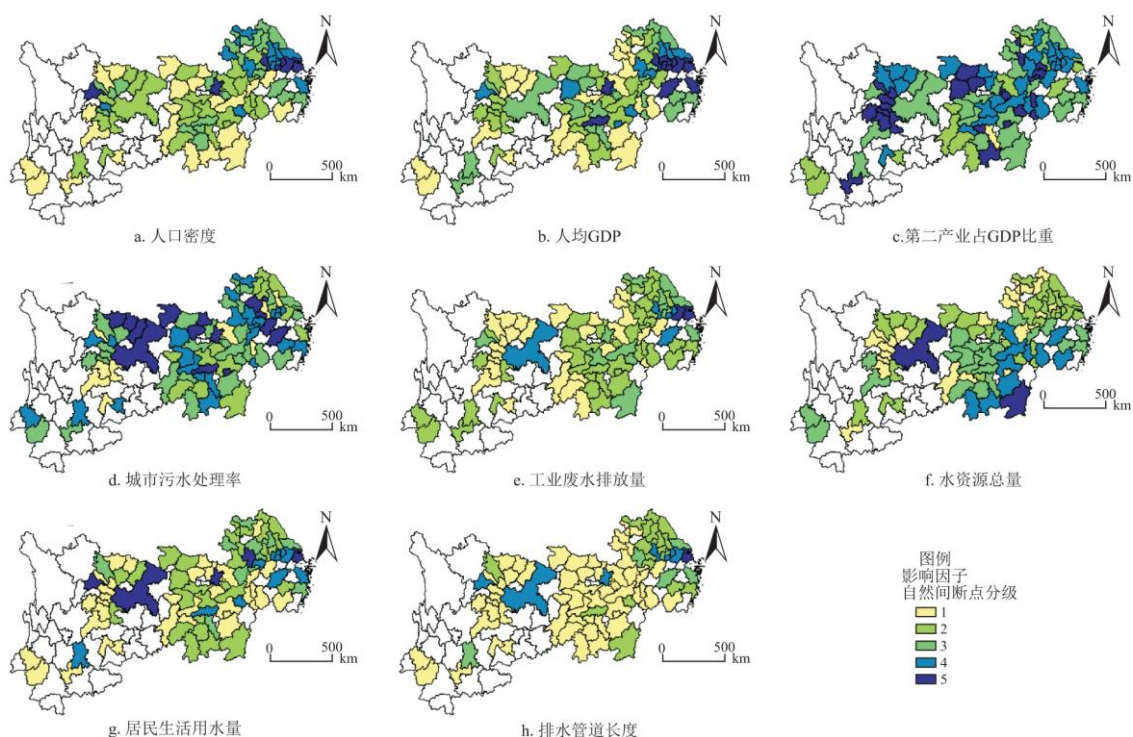 N
0 500
km
a. 人口密度
N
0 500
km
b. 人均GDP
N
0 500
km
c.第二产业占GDP比重
N
0 500
km
d. 城市污水处理率
N
0 500
km
e. 工业废水排放量
N
0 500
km
f. 水资源总量
N
0 500
km
g. 居民生活用水量
N
0 500
km
h. 排水管道长度
图例
影响因子
自然间断点分级
1
2
3
4
5